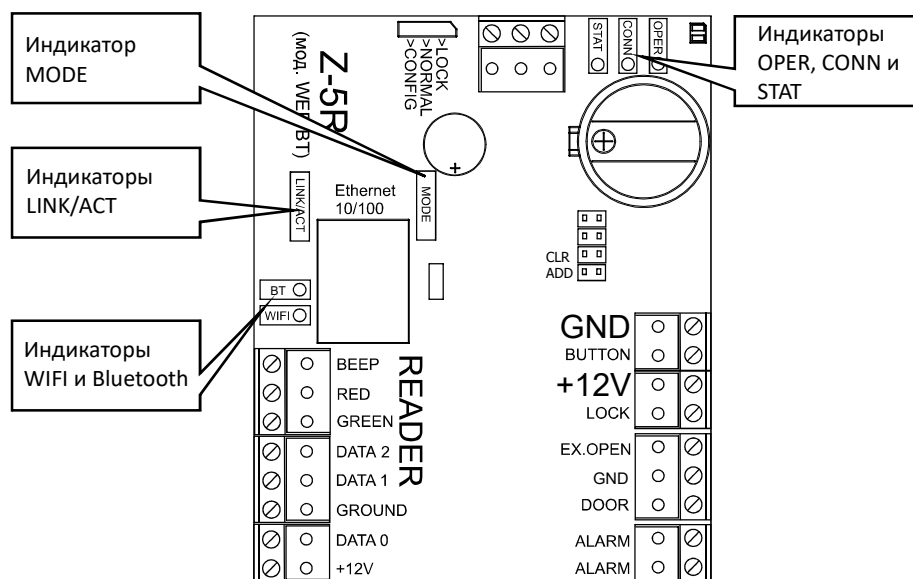 Индикатор
MODE
Индикаторы
LINK/ACT
Индикаторы
WIFI и Bluetooth
Индикаторы
OPER, CONN и
STAT
Z-5R
(мод. WEB BT)
>LOCK
>NORMAL
>CONFIG
STAT
CONN
OPER
LINK/ACT
Ethernet
10/100
MODE
CLR
ADD
BT
WIFI
READER
BEEP
RED
GREEN
DATA 2
DATA 1
GROUND
DATA 0
+12V
GND
BUTTON
+12V
LOCK
EX.OPEN
GND
DOOR
ALARM
ALARM